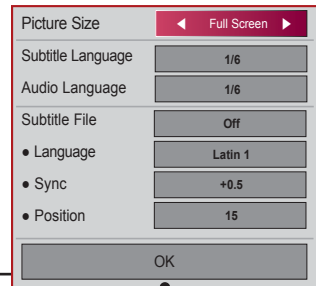 Picture Size ◀ Full Screen ▶
Subtitle Language 1/6
Audio Language 1/6
Subtitle File Off
● Language Latin 1
● Sync +0.5
● Position 15
OK